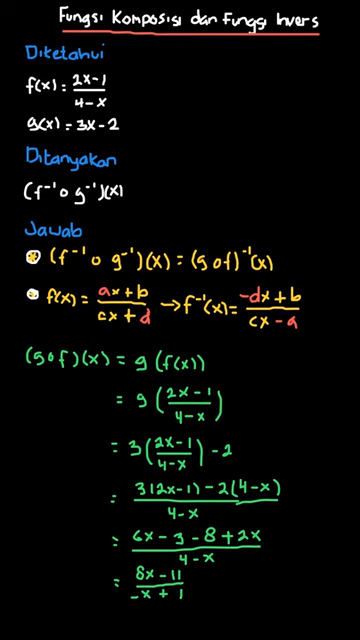 Fungsi Komposisi dan Fungsi Invers
Diketahui
f(x) = (2x-1)/(4-x)
g(x) = 3x - 2
Ditanyakan
(f⁻¹ o g⁻¹)(x)
Jawab
(f⁻¹ o g⁻¹)(x) = (g o f)⁻¹(x)
f(x) = (ax + b)/(cx + d) → f⁻¹(x) = (-dx + b)/(cx - a)
(g o f)(x) = g (f(x))
= g ((2x-1)/(4-x))
= 3 ((2x-1)/(4-x)) - 2
= (3(2x-1) - 2(4-x))/(4-x)
= (6x - 3 - 8 + 2x)/(4-x)
= (8x - 11)/(-x + 1